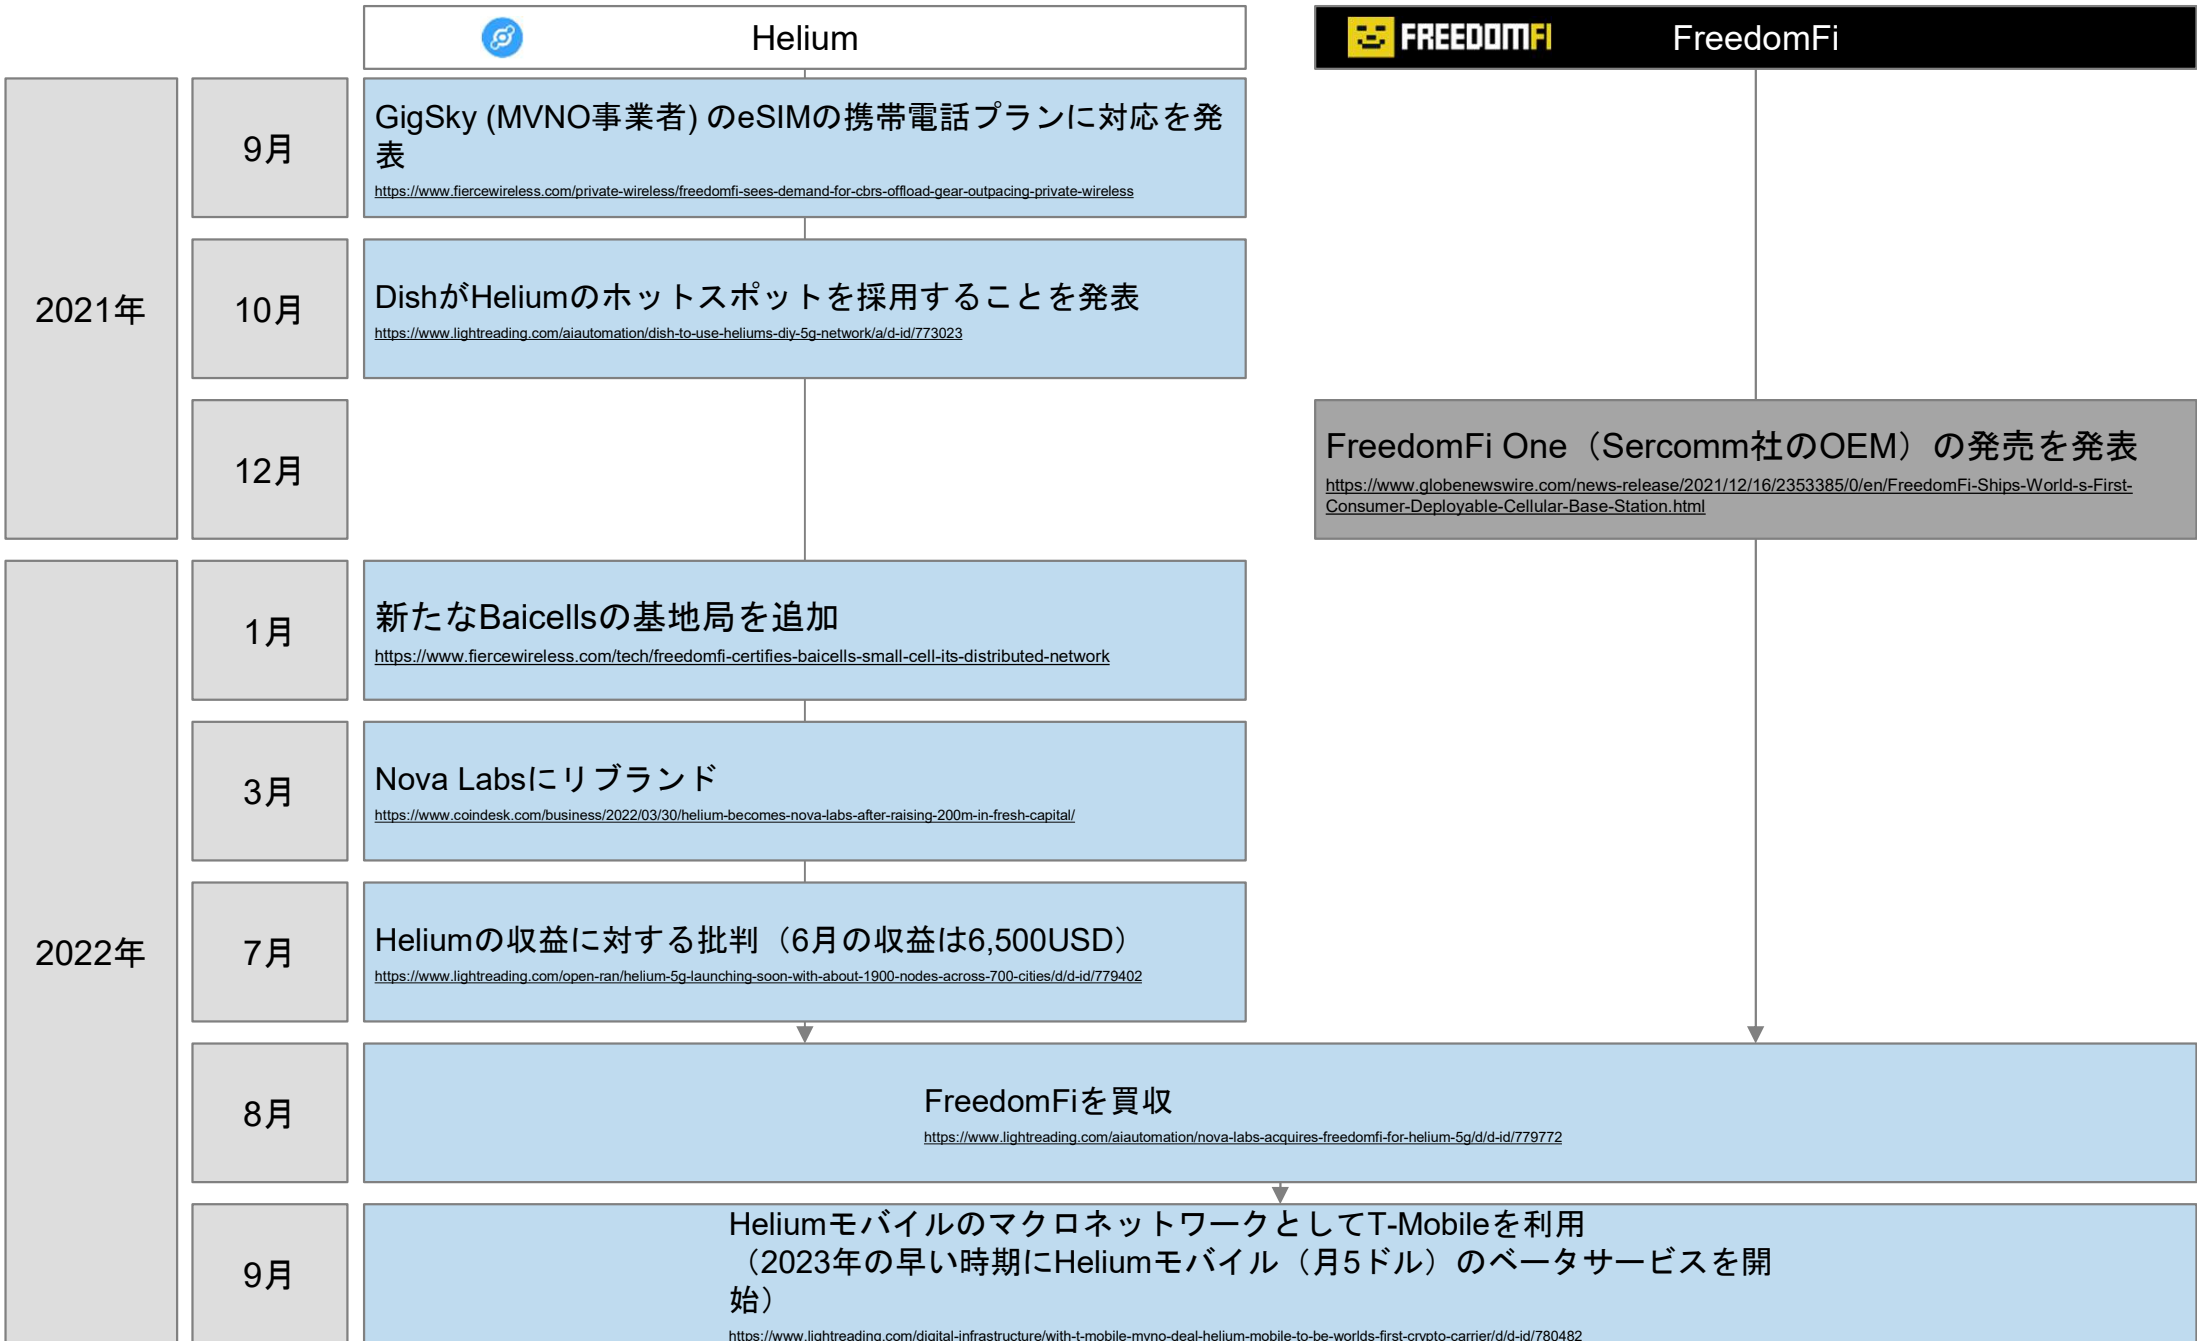 Helium
FREEDOMFI
FreedomFi
2021年
9月
GigSky (MVNO事業者) のeSIMの携帯電話プランに対応を発
表
https://www.fiercewireless.com/private-wireless/freedomfi-sees-demand-for-cbrs-offload-gear-outpacing-private-wireless
10月
DishがHeliumのホットスポットを採用することを発表
https://www.lightreading.com/aiautomation/dish-to-use-heliums-diy-5g-network/a/d-id/773023
12月
FreedomFi One（Sercomm社のOEM）の発売を発表
https://www.globenewswire.com/news-release/2021/12/16/2353385/0/en/FreedomFi-Ships-World-s-First-
Consumer-Deployable-Cellular-Base-Station.html
2022年
1月
新たなBaicellsの基地局を追加
https://www.fiercewireless.com/tech/freedomfi-certifies-baicells-small-cell-its-distributed-network
3月
Nova Labsにリブランド
https://www.coindesk.com/business/2022/03/30/helium-becomes-nova-labs-after-raising-200m-in-fresh-capital/
7月
Heliumの収益に対する批判（6月の収益は6,500USD）
https://www.lightreading.com/open-ran/helium-5g-launching-soon-with-about-1900-nodes-across-700-cities/d/d-id/779402
8月
FreedomFiを買収
https://www.lightreading.com/aiautomation/nova-labs-acquires-freedomfi-for-helium-5g/d/d-id/779772
9月
HeliumモバイルのマクロネットワークとしてT-Mobileを利用
（2023年の早い時期にHeliumモバイル（月5ドル）のベータサービスを開
始）
https://www.lightreading.com/digital-infrastructure/with-t-mobile-mvno-deal-helium-mobile-to-be-worlds-first-crypto-carrier/d/d-id/780482